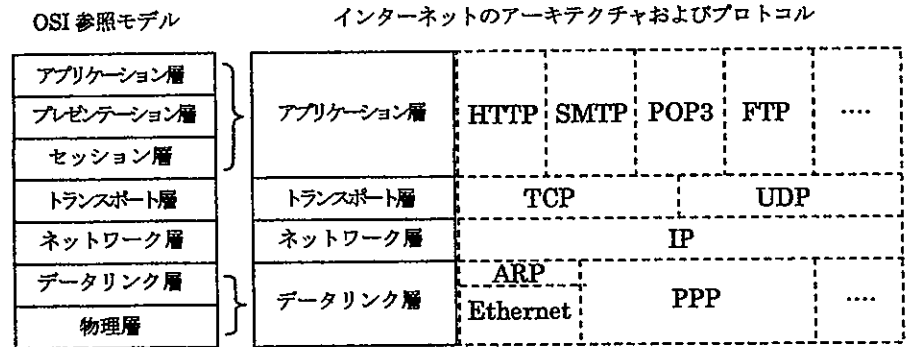 OSI 参照モデル
インターネットのアーキテクチャおよびプロトコル
アプリケーション層
プレゼンテーション層
セッション層
トランスポート層
ネットワーク層
データリンク層
物理層
アプリケーション層
トランスポート層
ネットワーク層
データリンク層
HTTP SMTP POP3 FTP ....
TCP UDP
IP
ARP
Ethernet PPP ....